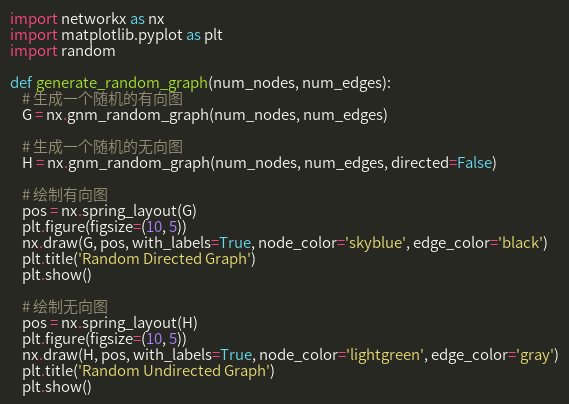 import networkx as nx
import matplotlib.pyplot as plt
import random
def generate_random_graph(num_nodes, num_edges):
# 生成一个随机的有向图
G = nx.gnm_random_graph(num_nodes, num_edges)
# 生成一个随机的无向图
H = nx.gnm_random_graph(num_nodes, num_edges, directed=False)
# 绘制有向图
pos = nx.spring_layout(G)
plt.figure(figsize=(10, 5))
nx.draw(G, pos, with_labels=True, node_color='skyblue', edge_color='black')
plt.title('Random Directed Graph')
plt.show()
# 绘制无向图
pos = nx.spring_layout(H)
plt.figure(figsize=(10, 5))
nx.draw(H, pos, with_labels=True, node_color='lightgreen', edge_color='gray')
plt.title('Random Undirected Graph')
plt.show()